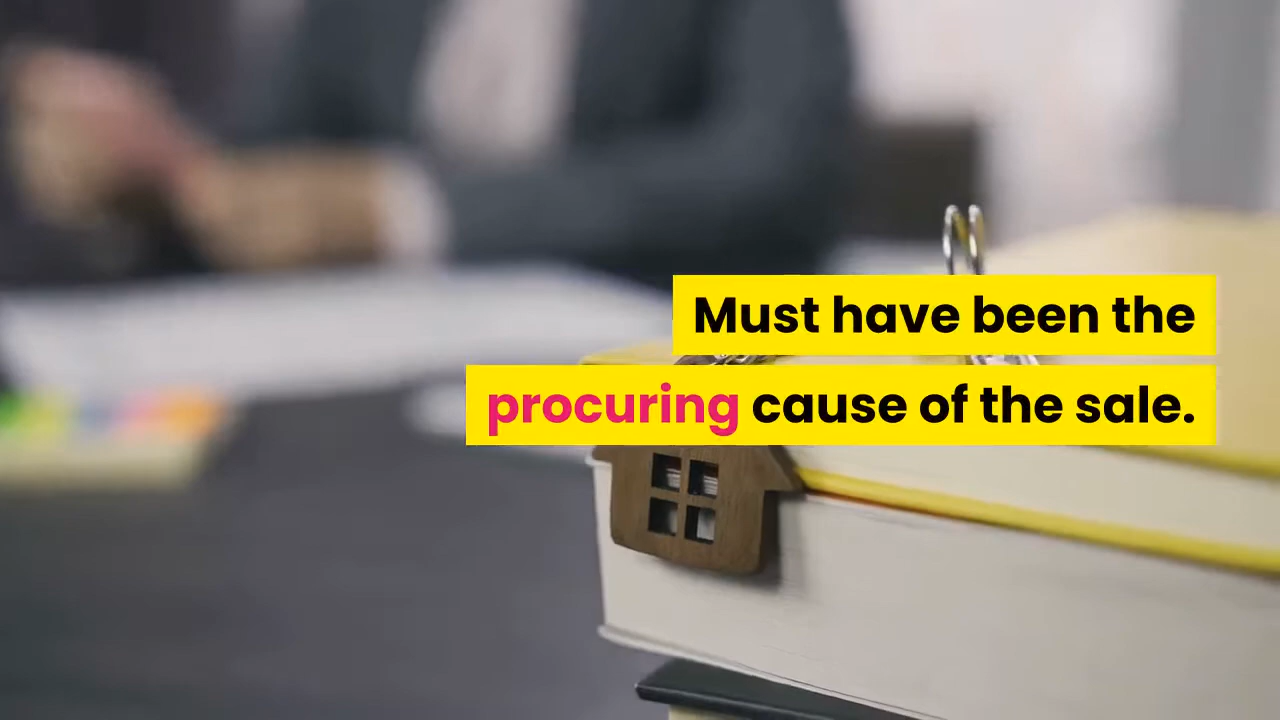 Must have been the
procuring cause of the sale.